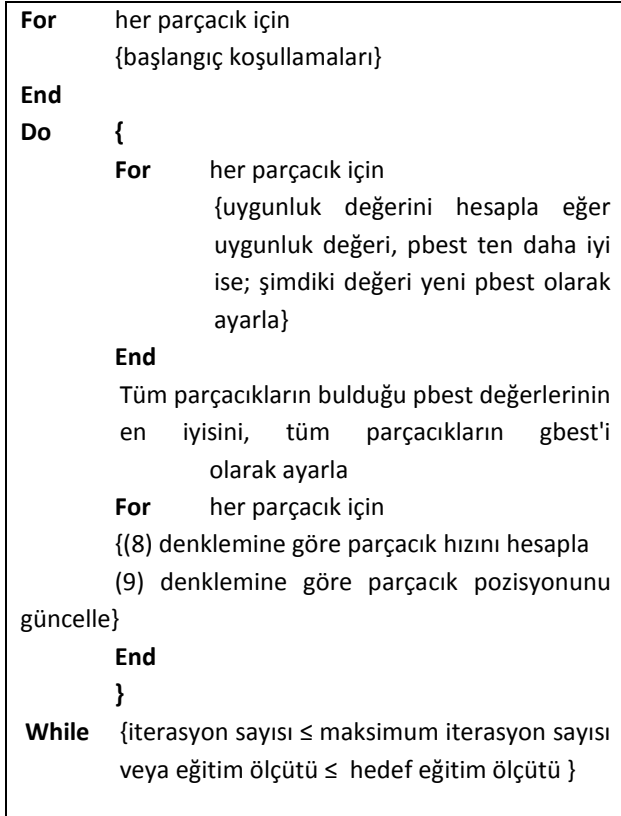 For her parçacık için
{başlangıç koşullamaları}
End
Do {
For her parçacık için
{uygunluk değerini hesapla eğer
uygunluk değeri, pbest ten daha iyi
ise; şimdiki değeri yeni pbest olarak
ayarla}
End
Tüm parçacıkların bulduğu pbest değerlerinin
en iyisini, tüm parçacıkların gbest'i
olarak ayarla
For her parçacık için
{(8) denklemine göre parçacık hızını hesapla
(9) denklemine göre parçacık pozisyonunu
güncelle}
End
}
While {iterasyon sayısı ≤ maksimum iterasyon sayısı
veya eğitim ölçütü ≤ hedef eğitim ölçütü }